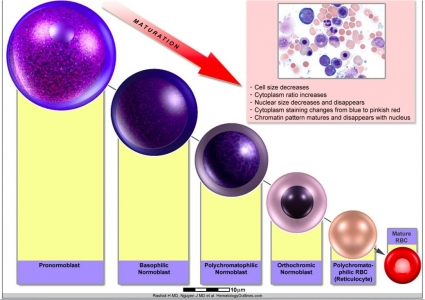 MATURATION
- Cell size decreases
- Cytoplasm ratio increases
- Nuclear size decreases and disappears
- Cytoplasm staining changes from blue to pinkish red
- Chromatin pattern matures and disappears with nucleus
Mature
RBC
Pronormoblast
Basophilic
Normoblast
Polychromatophilic
Normoblast
Orthochromic
Normoblast
Polychromato-
philic RBC
(Reticulocyte)
10µm
Rashidi H MD, Nguyen J MD et al. HematologyOutlines.com